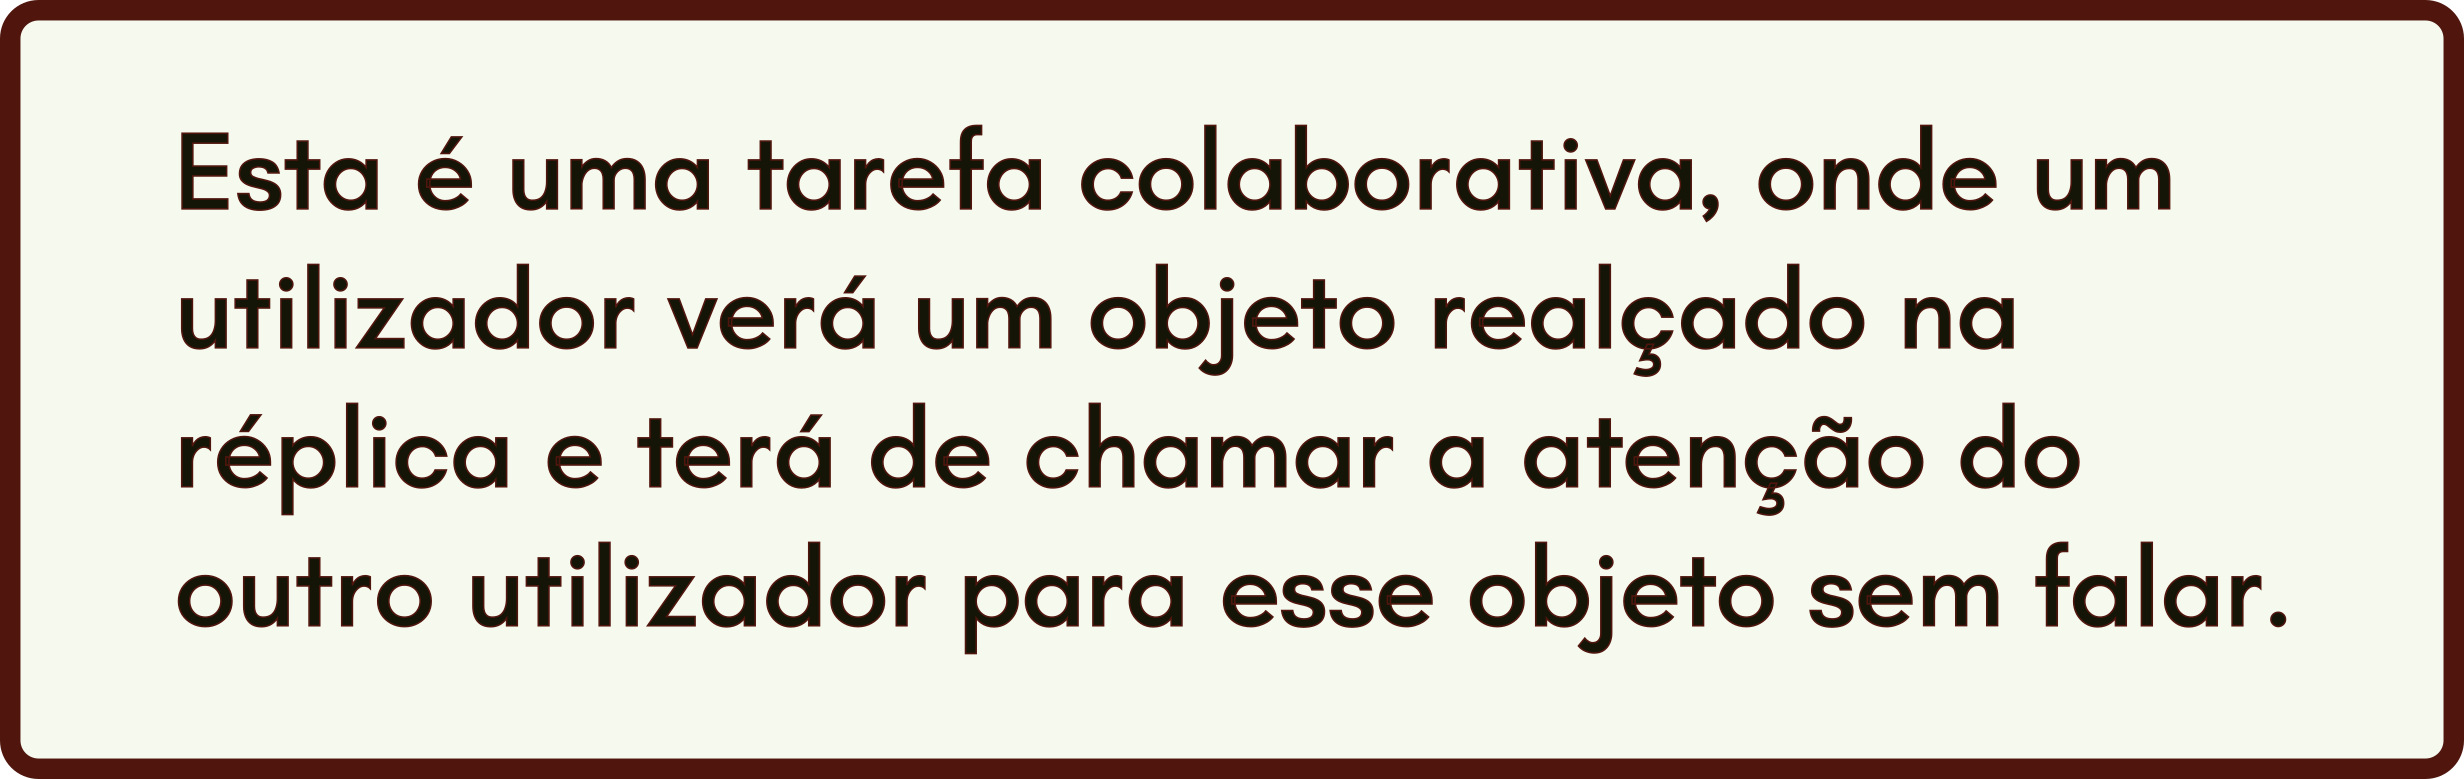 Esta é uma tarefa colaborativa, onde um
utilizador verá um objeto realçado na
réplica e terá de chamar a atenção do
outro utilizador para esse objeto sem falar.